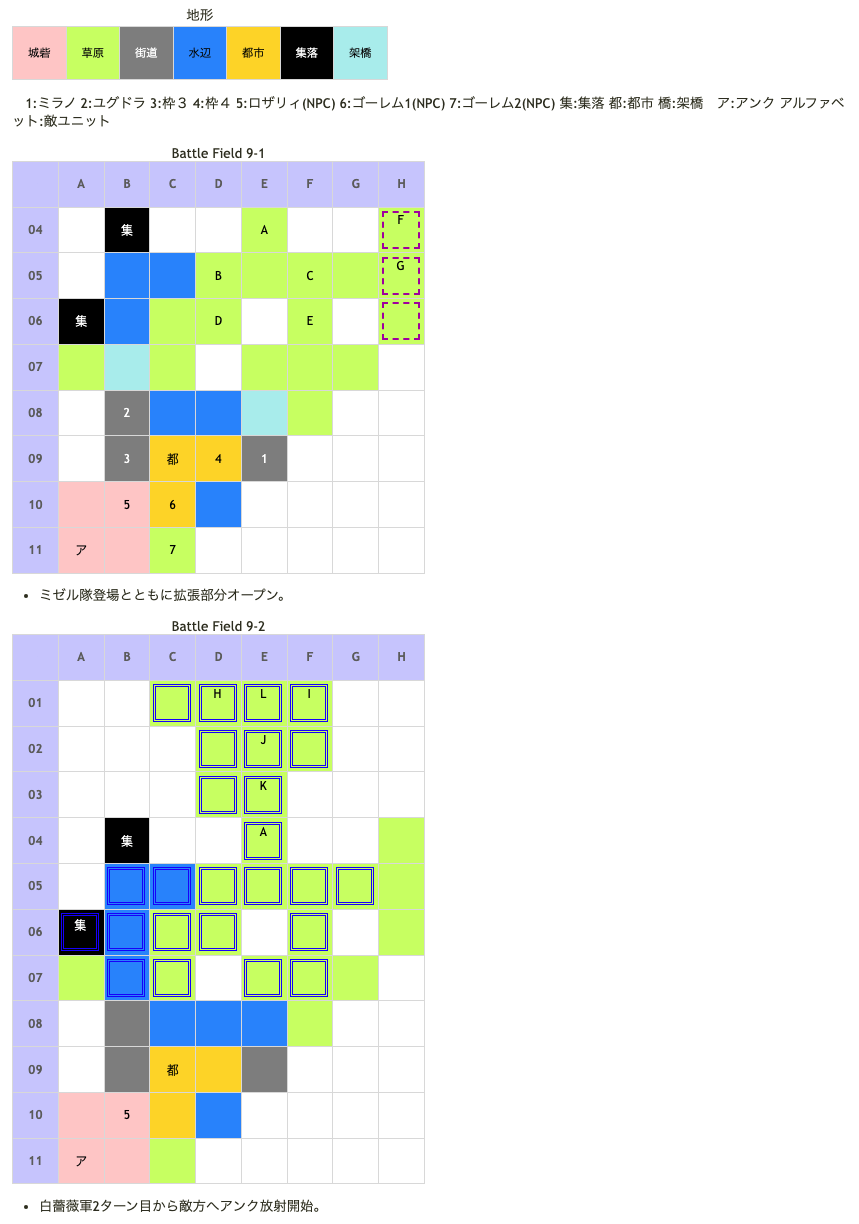 地形
城砦 草原 街道 水辺 都市 集落 架橋
1:ミラノ 2:ユグドラ 3:枠３ 4:枠４ 5:ロザリィ(NPC) 6:ゴーレム1(NPC) 7:ゴーレム2(NPC) 集:集落 都:都市 橋:架橋　ア:アンク アルファベ
ット:敵ユニット
Battle Field 9-1
A B C D E F G H
04 集 A F
05 B C G
06 集 D E
07
08 2
09 3 都 4 1
10 5 6
11 ア 7
• ミゼル隊登場とともに拡張部分オープン。
Battle Field 9-2
A B C D E F G H
01 H L I
02 J
03 K
04 集 A
05
06 集
07
08
09 都
10 5
11 ア
• 白薔薇軍2ターン目から敵方へアンク放射開始。